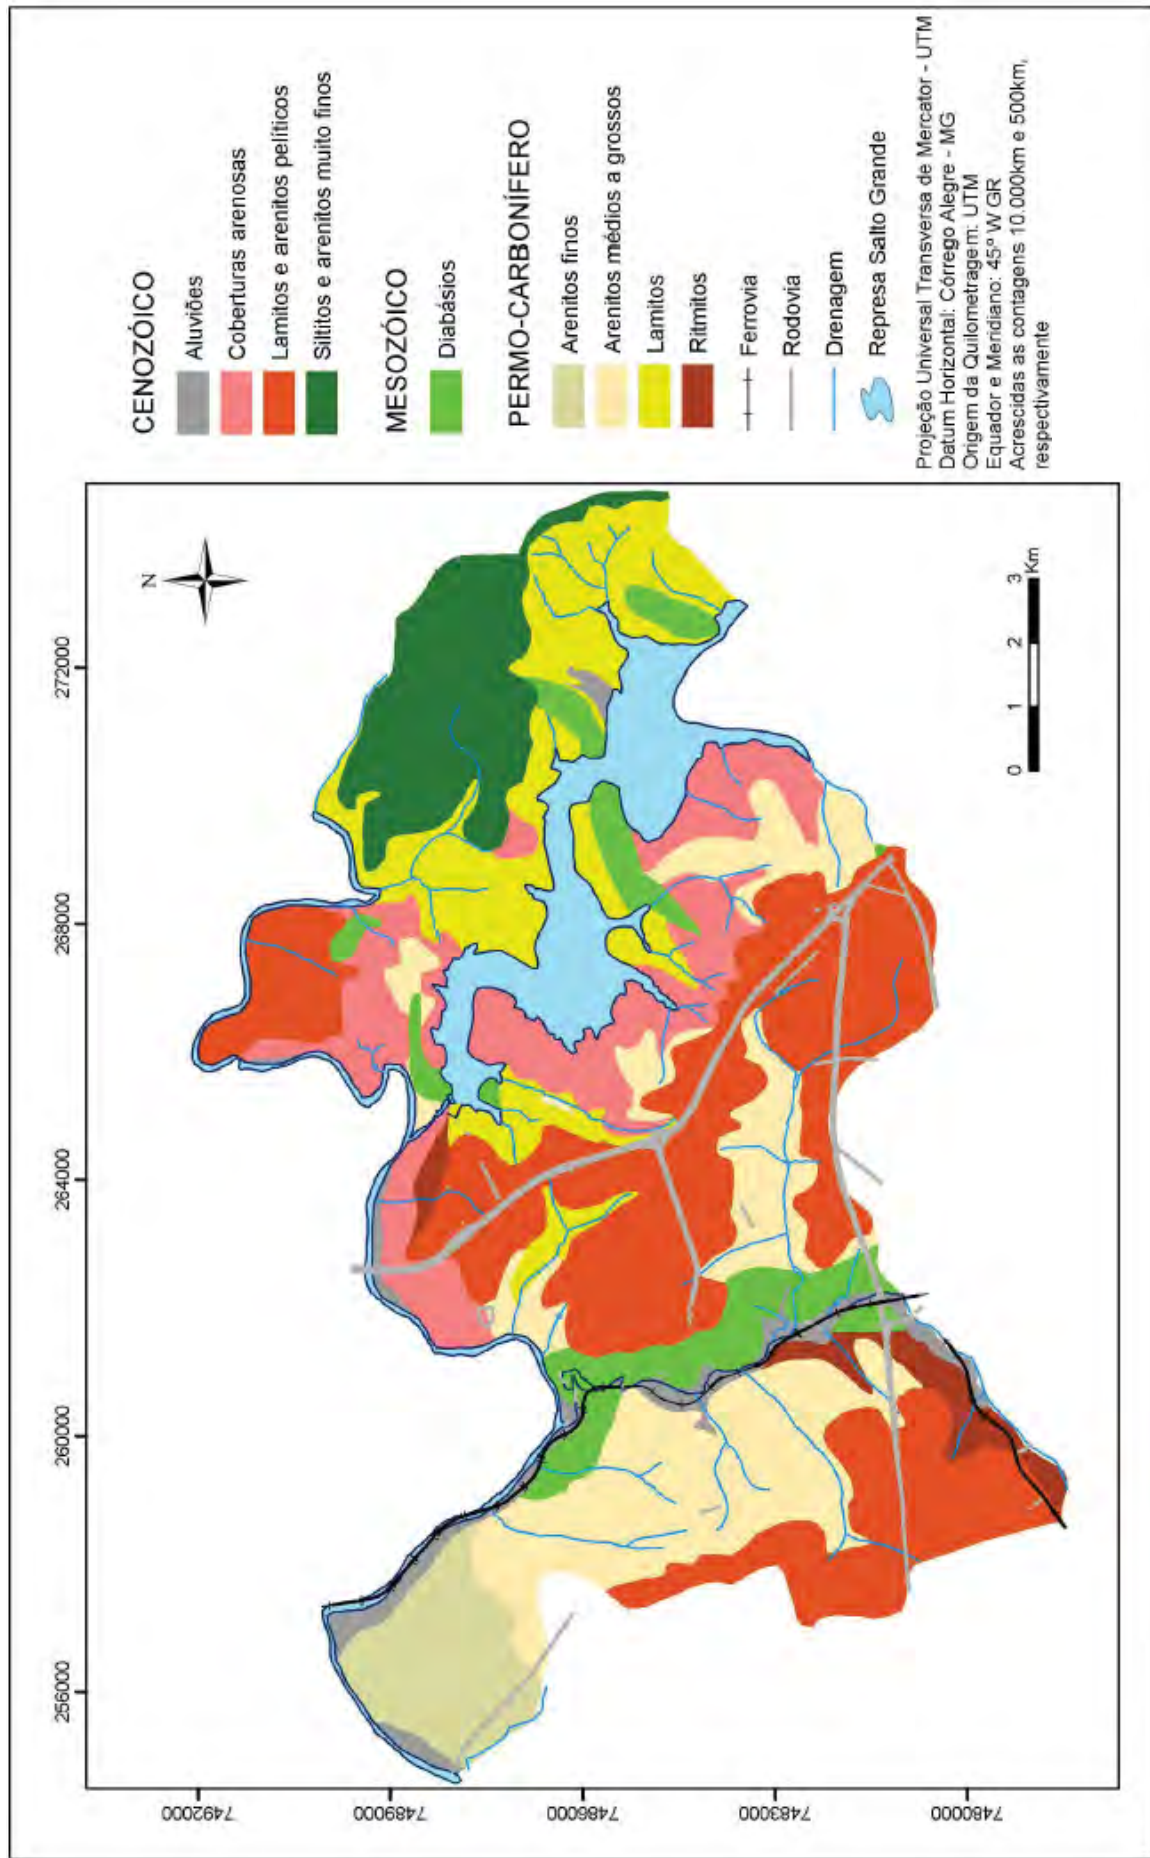 CENOZÓICO
Aluviões
Coberturas arenosas
Lamitos e arenitos pelíticos
Siltitos e arenitos muito finos
MESOZÓICO
Diabásios
PERMO-CARBONÍFERO
Arenitos finos
Arenitos médios a grossos
Lamitos
Ritmitos
Ferrovia
Rodovia
Drenagem
Represa Salto Grande
Projeção Universal Transversa de Mercator - UTM
Datum Horizontal: Córrego Alegre - MG
Origem da Quilometragem: UTM
Equador e Meridiano: 45º W GR
Acrescidas as contagens 10.000km e 500km,
respectivamente
N
256000
260000
264000
268000
272000
7492000
7489000
7486000
7483000
7480000
0 1 2 3
Km